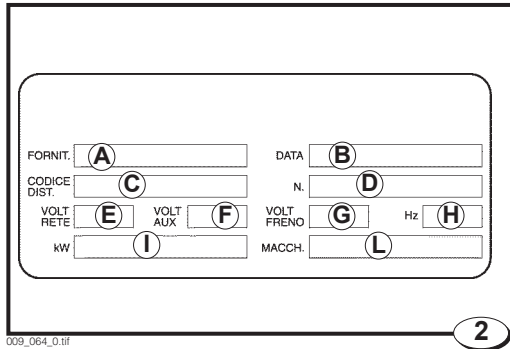 FORNIT. A DATA B
CODICE DIST. C N. D
VOLT RETE E VOLT AUX F VOLT FRENO G Hz H
kW I MACCH. L
009_064_0.tif 2